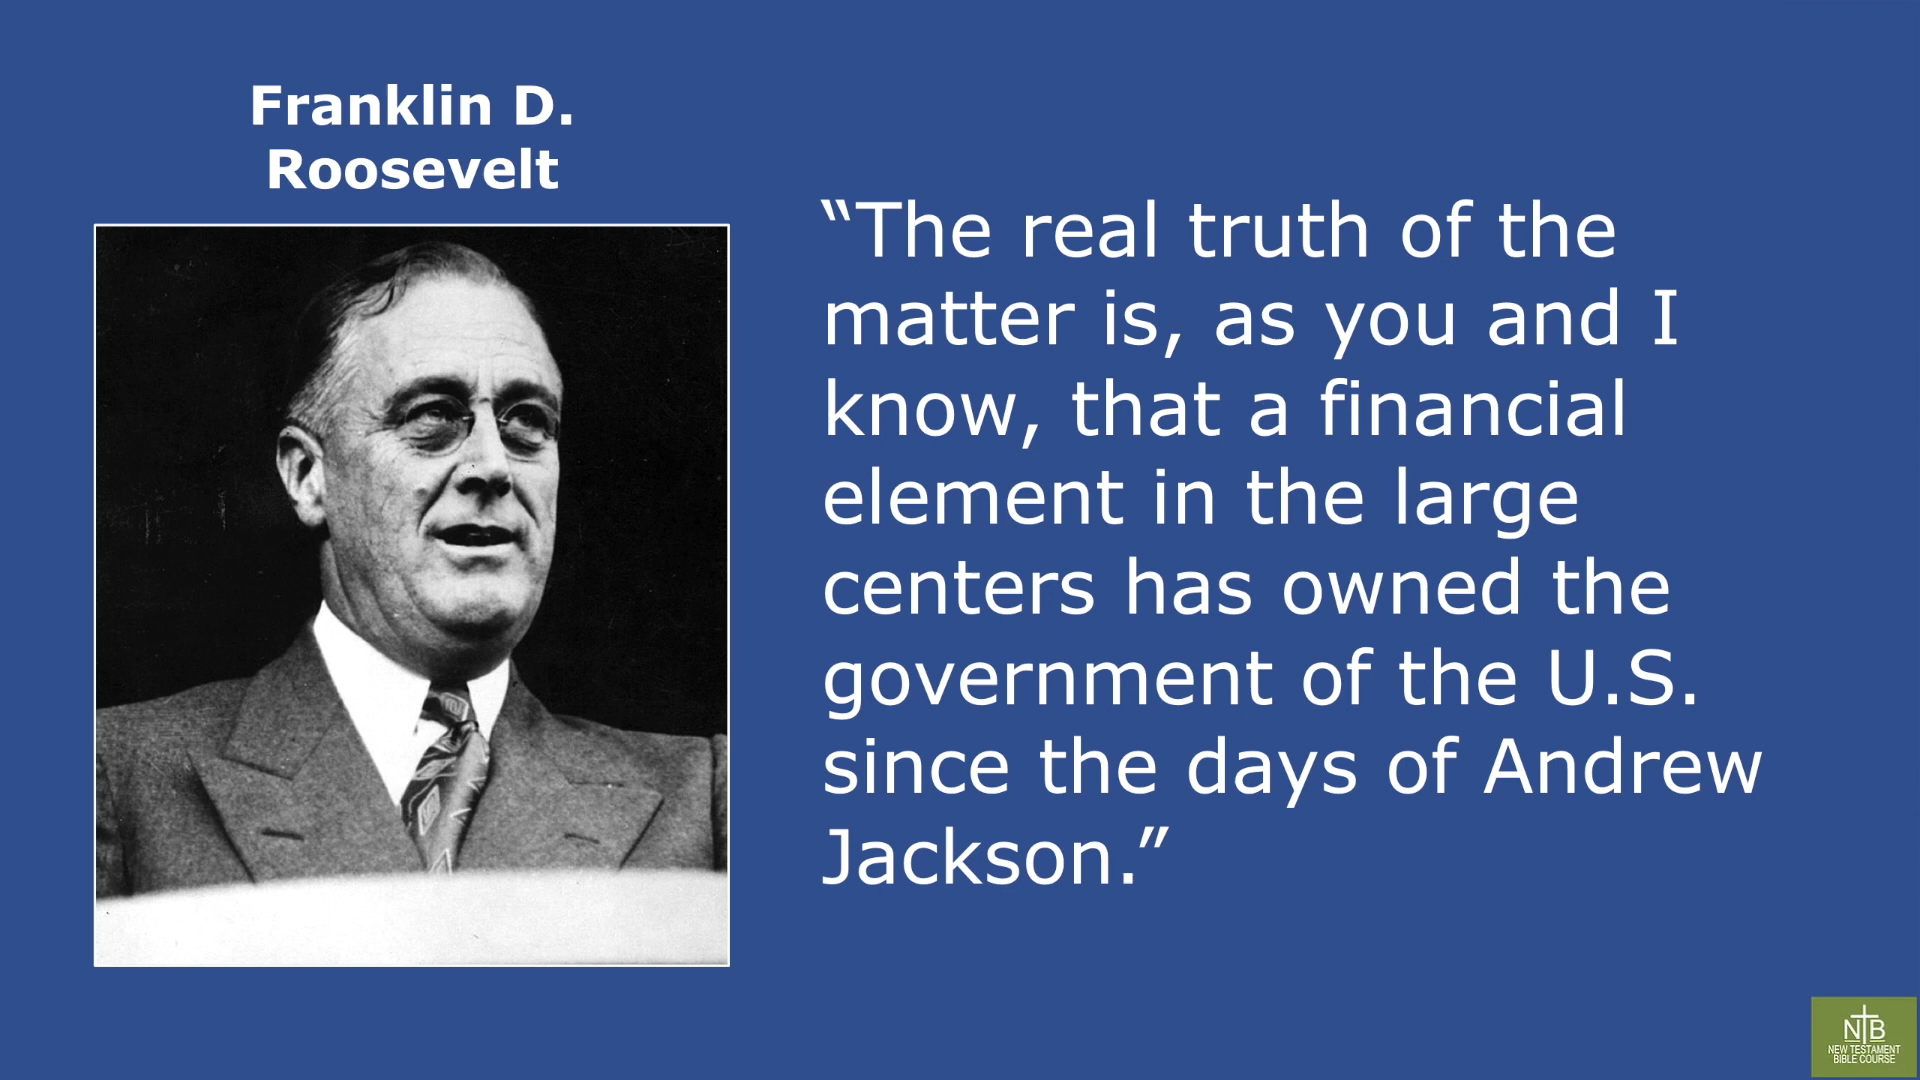 Franklin D.
Roosevelt
“The real truth of the
matter is, as you and I
know, that a financial
element in the large
centers has owned the
government of the U.S.
since the days of Andrew
Jackson.”
NTB
NEW TESTAMENT
BIBLE COURSE